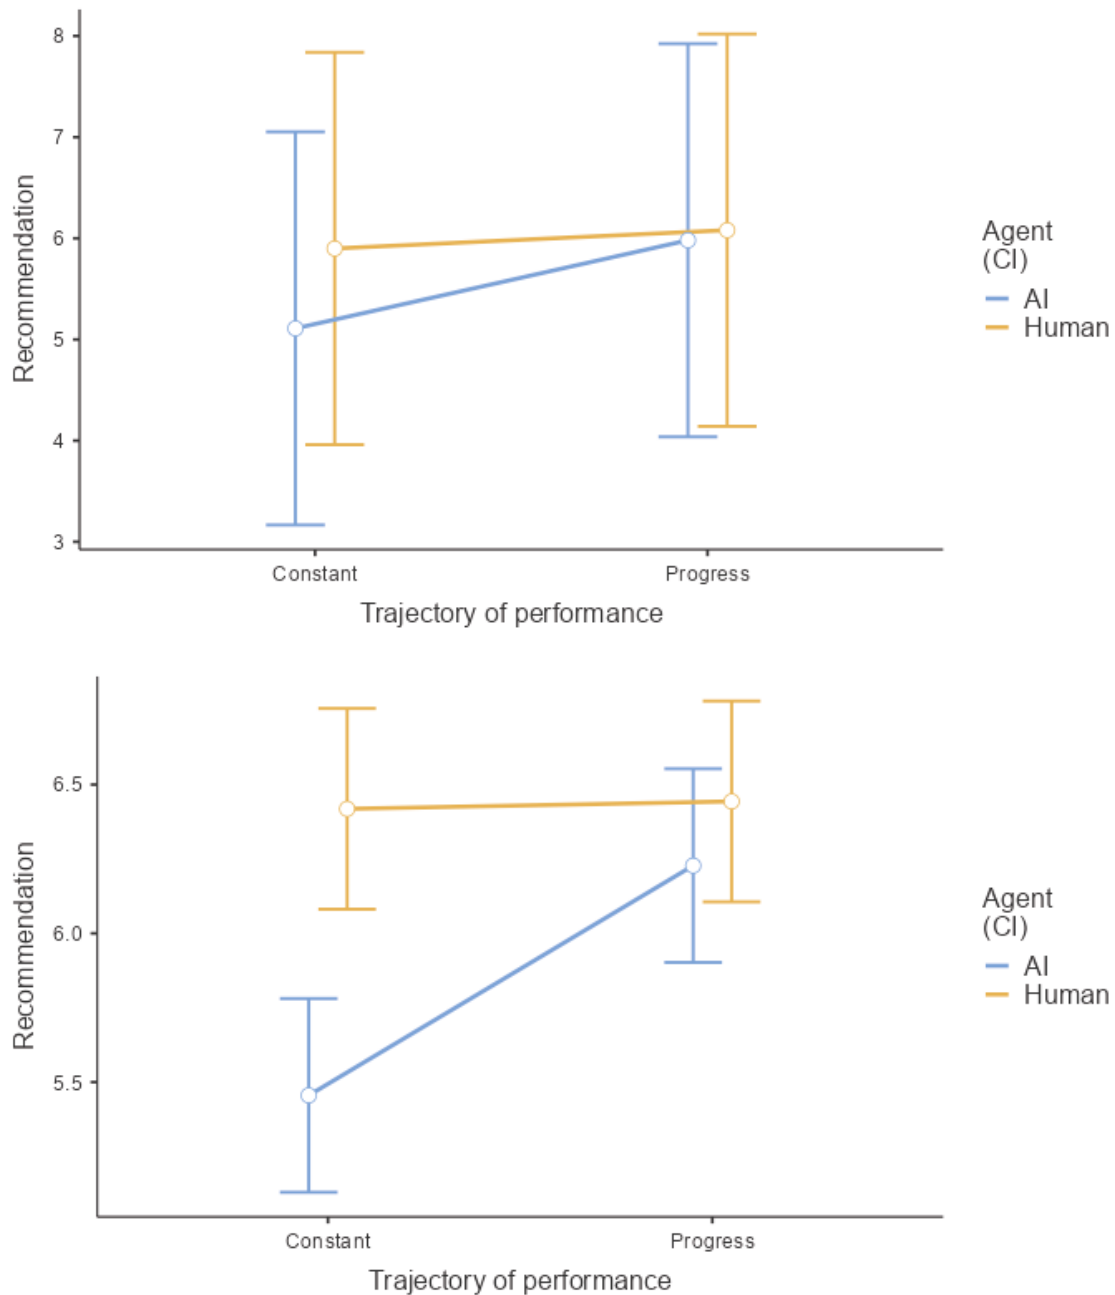 8
7
6
5
4
3
Recommendation
Constant
Progress
Trajectory of performance
Agent
(CI)
AI
Human
6.5
6.0
5.5
Recommendation
Constant
Progress
Trajectory of performance
Agent
(CI)
AI
Human